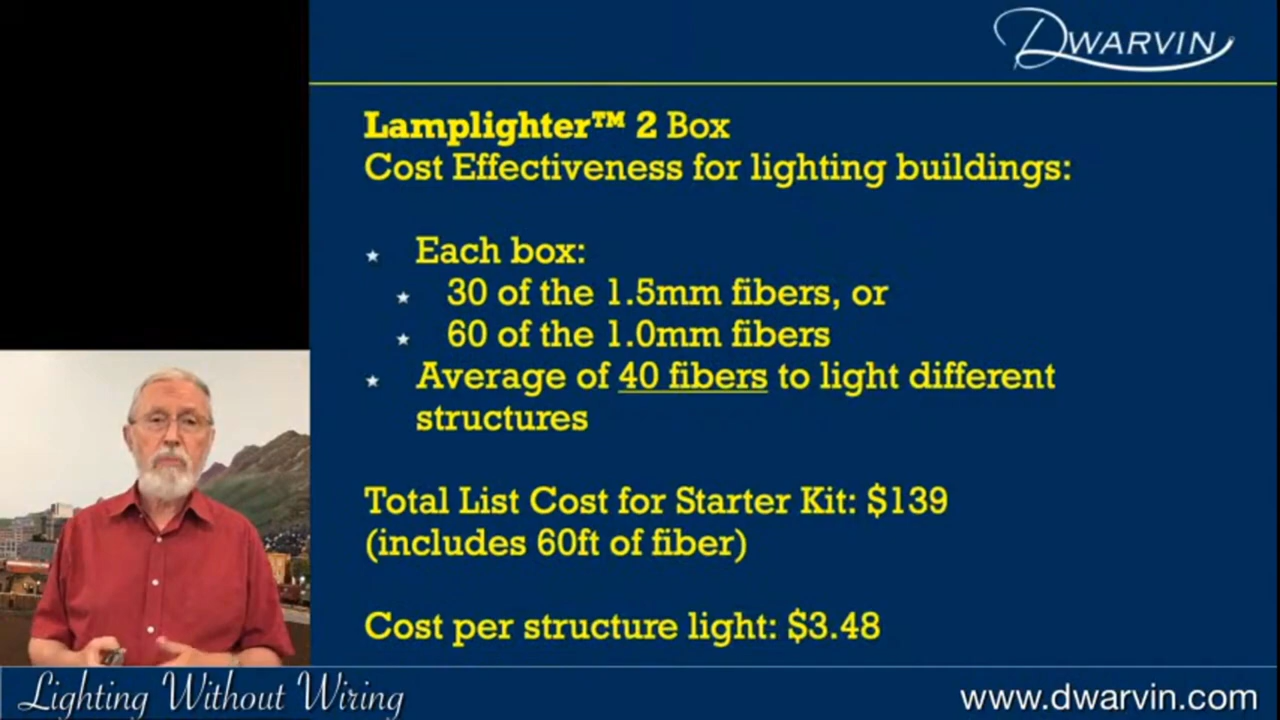 DWARVIN
Lamplighter™ 2 Box
Cost Effectiveness for lighting buildings:
★ Each box:
★ 30 of the 1.5mm fibers, or
★ 60 of the 1.0mm fibers
★ Average of 40 fibers to light different
structures
Total List Cost for Starter Kit: $139
(includes 60ft of fiber)
Cost per structure light: $3.48
Lighting Without Wiring
www.dwarvin.com